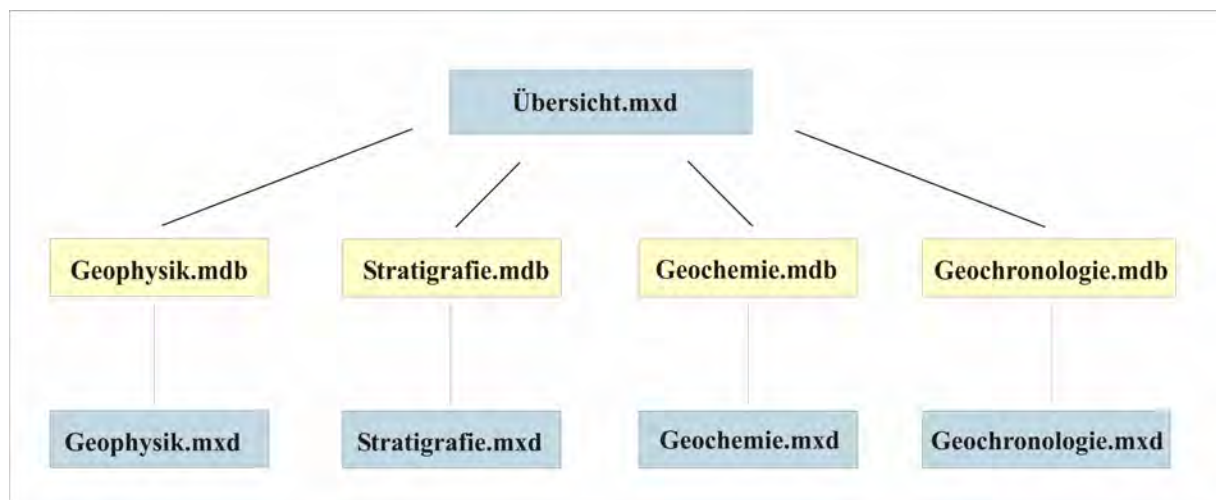 Übersicht.mxd
Geophysik.mdb
Stratigrafie.mdb
Geochemie.mdb
Geochronologie.mdb
Geophysik.mxd
Stratigrafie.mxd
Geochemie.mxd
Geochronologie.mxd